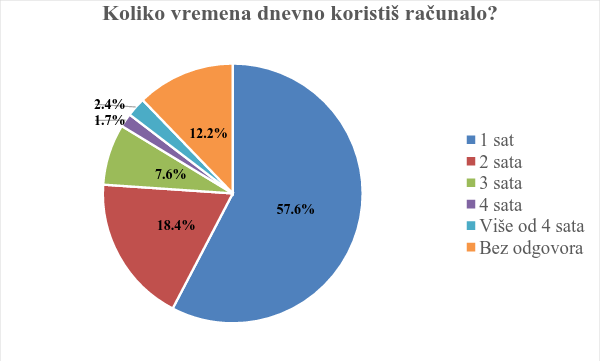 Koliko vremena dnevno koristiš računalo?
2.4%
1.7%
12.2%
7.6%
18.4%
57.6%
1 sat
2 sata
3 sata
4 sata
Više od 4 sata
Bez odgovora